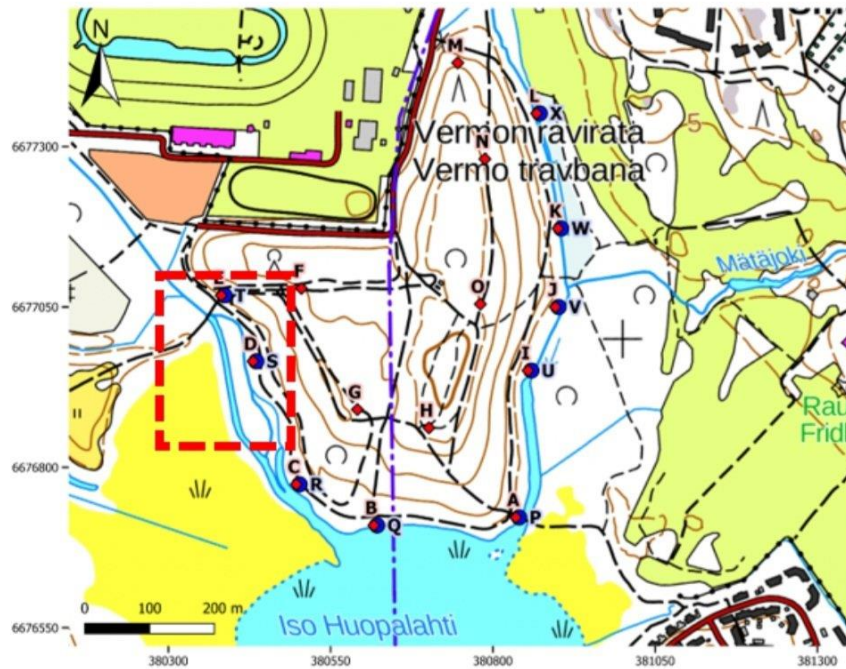 N
M
L
X
Vermon ravirata
N
Vermo travbana
5
K
W
Mätäjoki
F
E
T
O
J
V
D
S
I
U
G
H
C
R
A
P
B
Q
Iso Huopalahti
0 100 200 m
6677300
6677050
6676800
6676550
380300 380550 380800 381050 381300